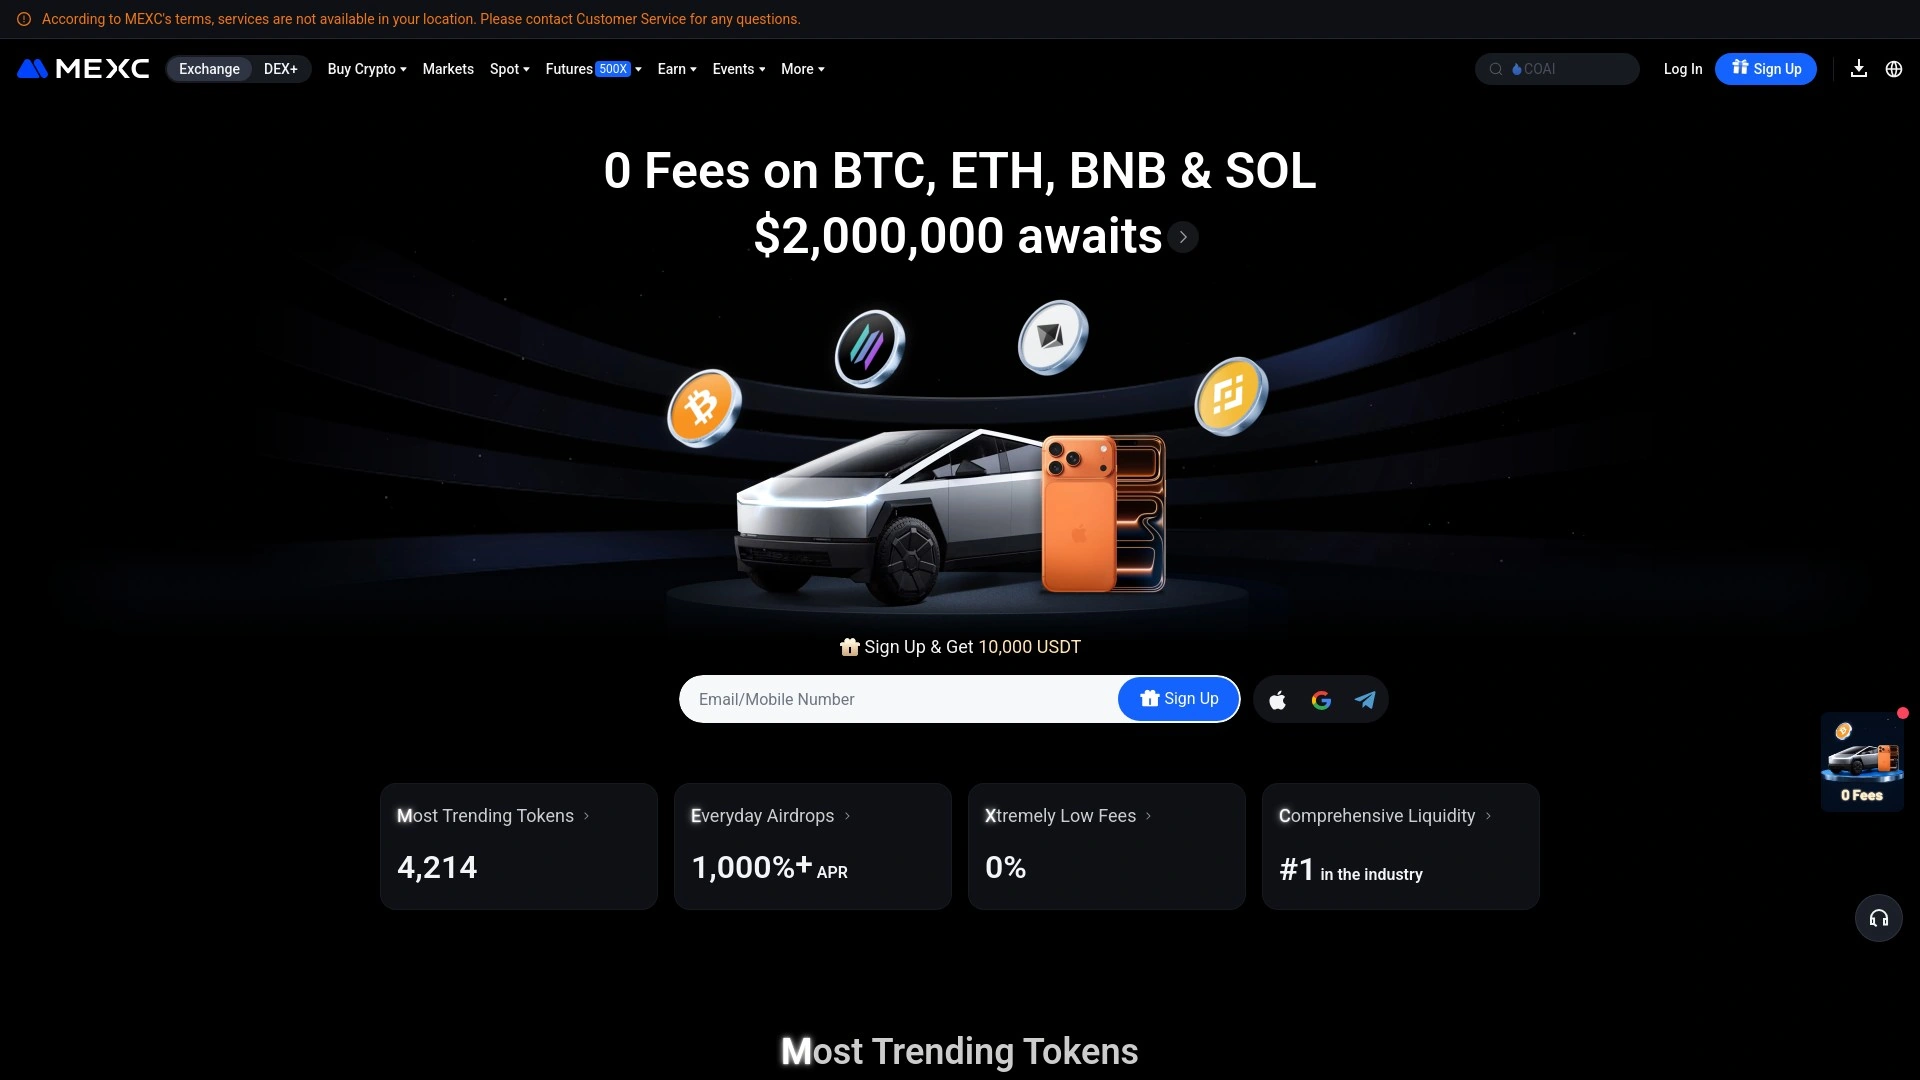 According to MEXC's terms, services are not available in your location. Please contact Customer Service for any questions.
MEXC Exchange DEX+ Buy Crypto Markets Spot Futures 500X Earn Events More COAI Log In Sign Up
0 Fees on BTC, ETH, BNB & SOL
$2,000,000 awaits
Sign Up & Get 10,000 USDT
Email/Mobile Number Sign Up
0 Fees
Most Trending Tokens
4,214
Everyday Airdrops
1,000%+ APR
Xtremely Low Fees
0%
Comprehensive Liquidity
#1 in the industry
Most Trending Tokens